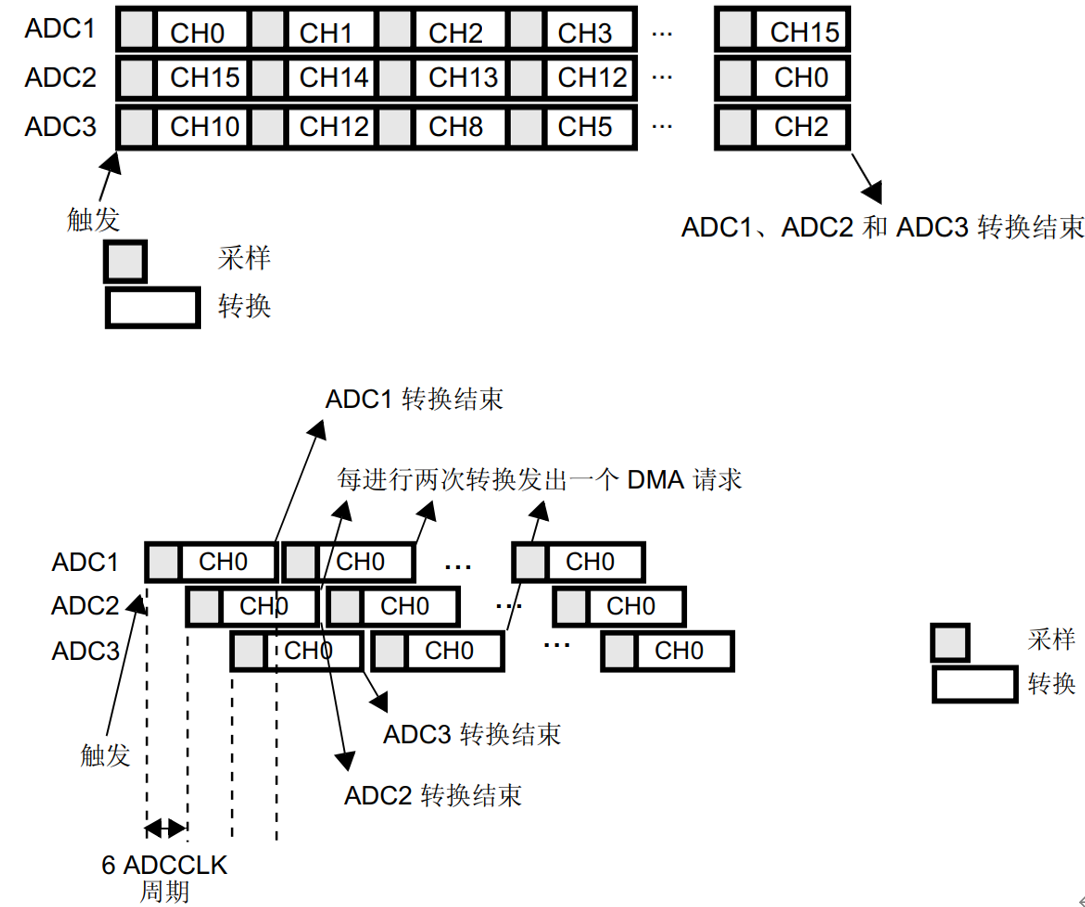 ADC1 CH0 CH1 CH2 CH3 ... CH15
ADC2 CH15 CH14 CH13 CH12 ... CH0
ADC3 CH10 CH12 CH8 CH5 ... CH2
触发
ADC1、ADC2 和 ADC3 转换结束
采样
转换
ADC1 转换结束
每进行两次转换发出一个 DMA 请求
ADC1 CH0 CH0 ... CH0
ADC2 CH0 CH0 ... CH0
ADC3 CH0 CH0 ... CH0
采样
转换
触发
ADC3 转换结束
ADC2 转换结束
6 ADCCLK
周期